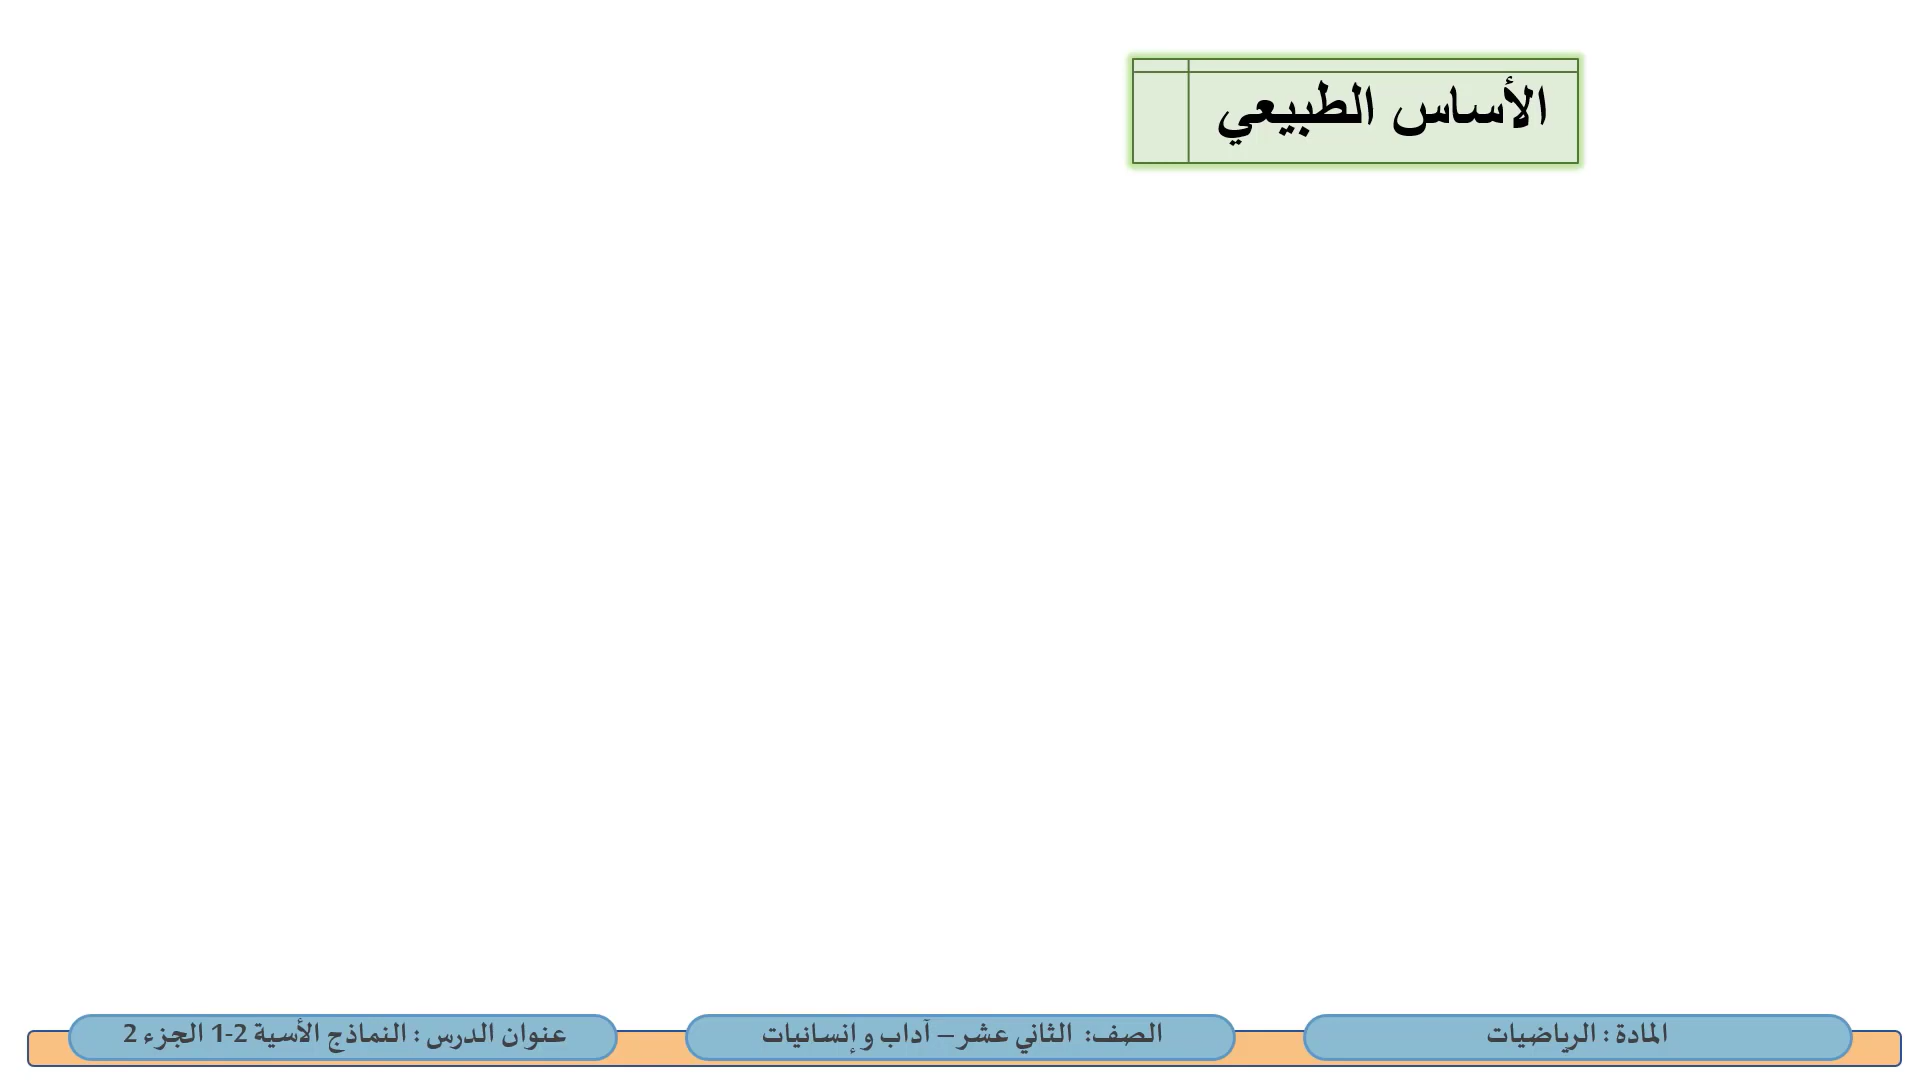 الأساس الطبيعي
المادة : الرياضيات
الصف: الثاني عشر – آداب و إنسانيات
عنوان الدرس : النماذج الأسية 2-1 الجزء 2